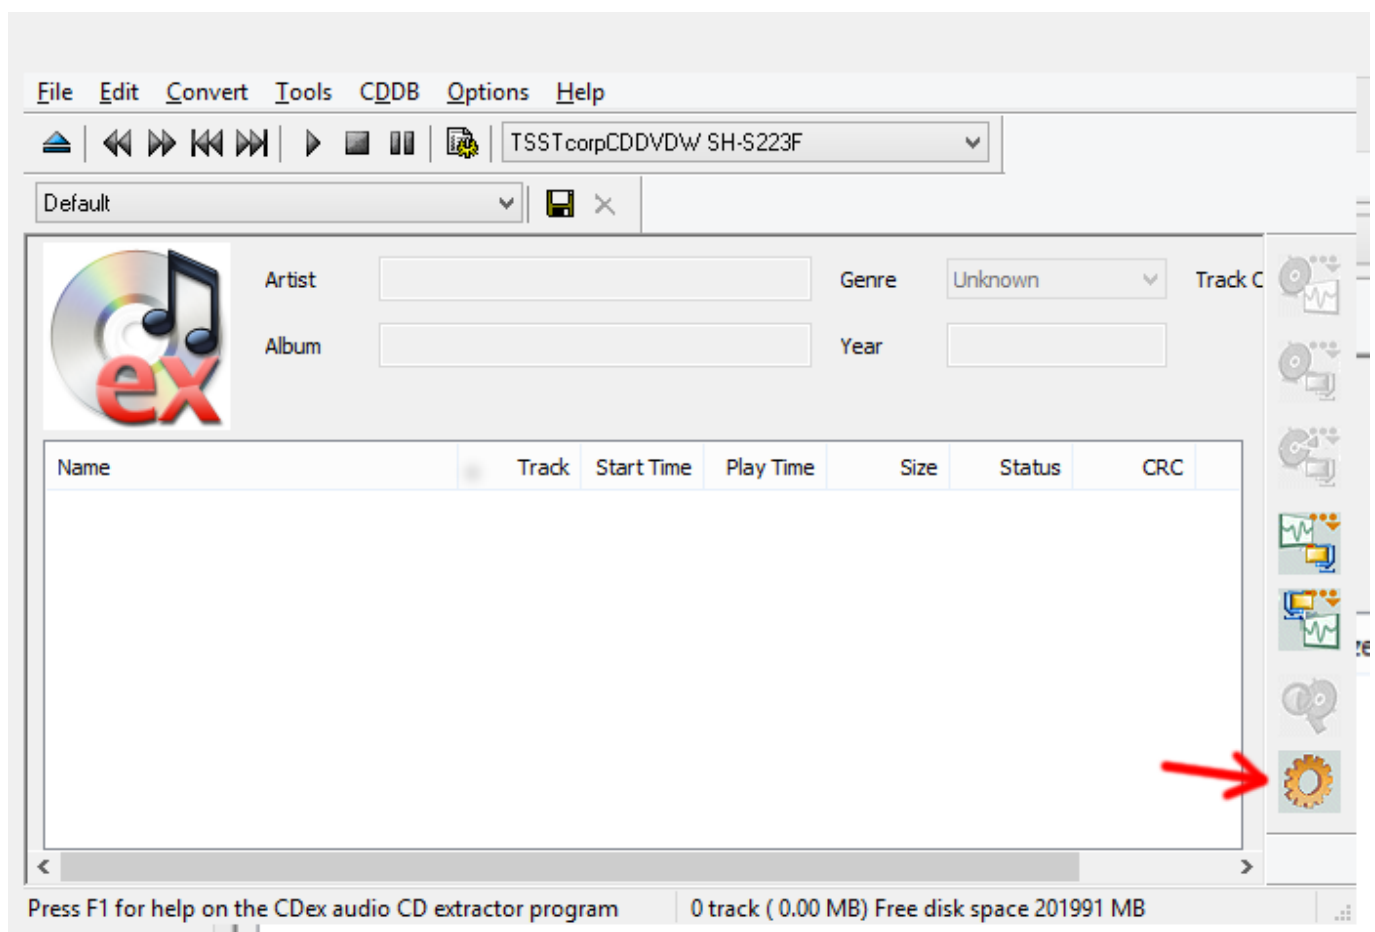 File Edit Convert Tools CDDB Options Help
TSSTcorpCDDVDW SH-S223F
Default
ex
Artist Genre Unknown Track C
Album Year
Name Track Start Time Play Time Size Status CRC
Press F1 for help on the CDex audio CD extractor program 0 track ( 0.00 MB) Free disk space 201991 MB